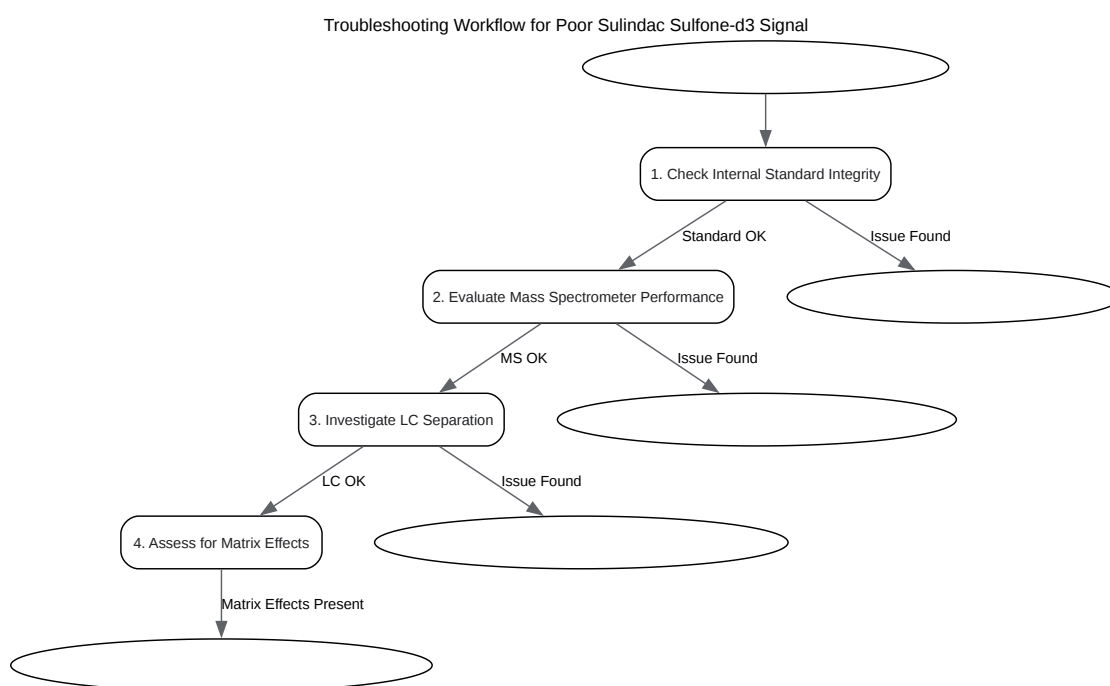 Troubleshooting Workflow for Poor Sulindac Sulfone-d3 Signal
1. Check Internal Standard Integrity
Standard OK
Issue Found
2. Evaluate Mass Spectrometer Performance
MS OK
Issue Found
3. Investigate LC Separation
LC OK
Issue Found
4. Assess for Matrix Effects
Matrix Effects Present